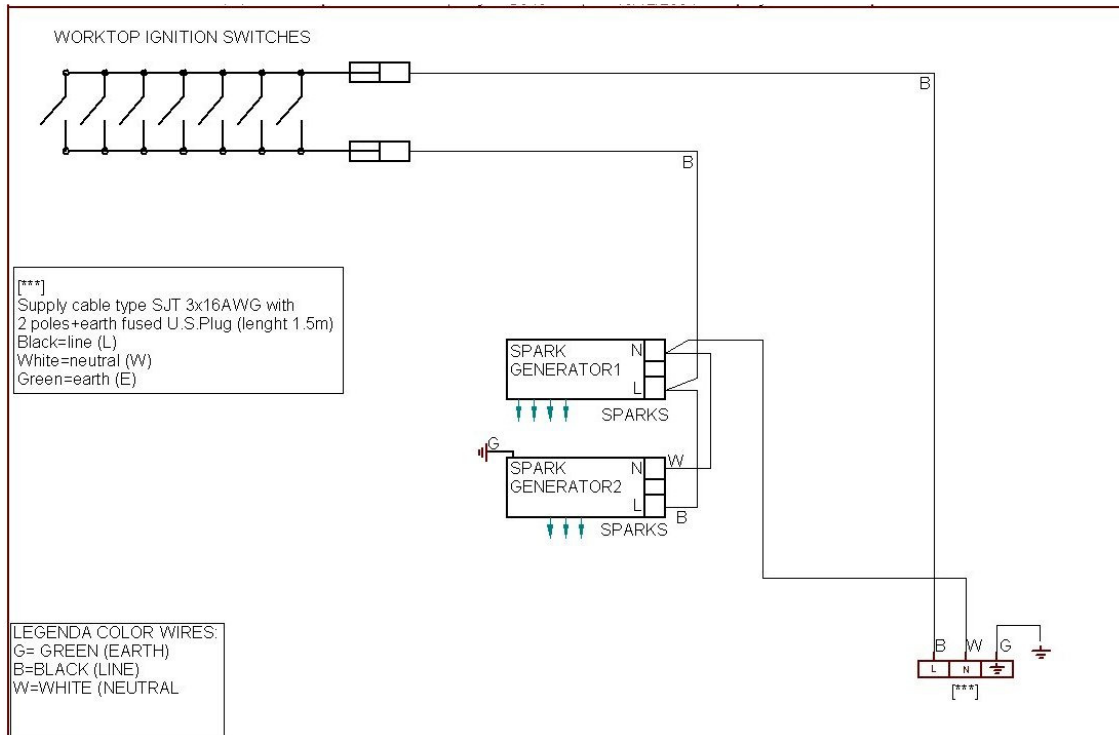 WORKTOP IGNITION SWITCHES
B
B
[***]
Supply cable type SJT 3x16AWG with
2 poles+earth fused U.S.Plug (lenght 1.5m)
Black=line (L)
White=neutral (W)
Green=earth (E)
SPARK N
GENERATOR1
L
SPARKS
G
SPARK N W
GENERATOR2
L
B
SPARKS
LEGENDA COLOR WIRES:
G= GREEN (EARTH)
B=BLACK (LINE)
W=WHITE (NEUTRAL
B W G
L N
[***]